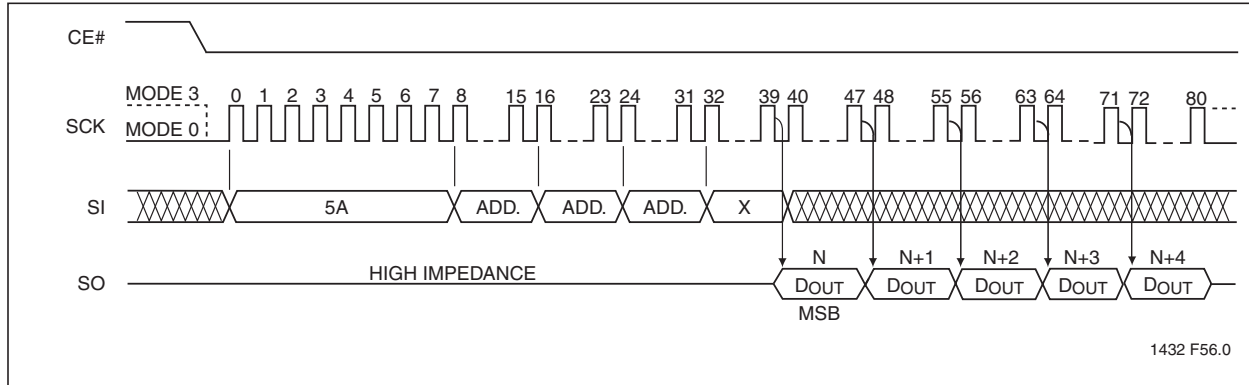 CE#
MODE 3
0 1 2 3 4 5 6 7 8 15 16 23 24 31 32 39 40 47 48 55 56 63 64 71 72 80
SCK
MODE 0
SI
5A ADD. ADD. ADD. X
N N+1 N+2 N+3 N+4
HIGH IMPEDANCE
SO
DOUT DOUT DOUT DOUT DOUT
MSB
1432 F56.0